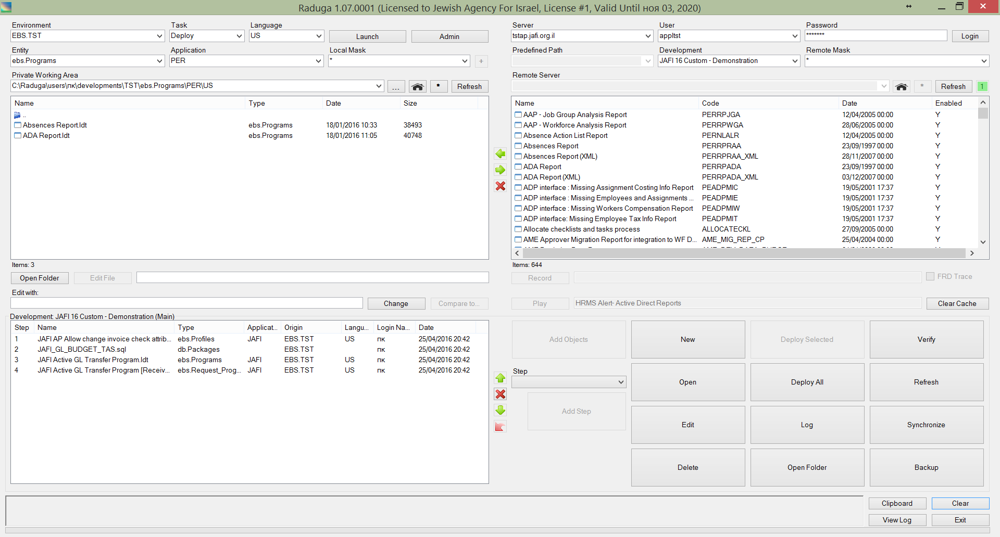 Raduga 1.07.0001 (Licensed to Jewish Agency For Israel, License #1, Valid Until ноя 03, 2020)
Environment Task Language
EBS.TST Deploy US Launch Admin
Entity Application Local Mask
ebs.Programs PER * +
Private Working Area
C:\Raduga\users\пк\developments\TST\ebs.Programs\PER\US ... * Refresh
Name Type Date Size
..
Absences Report.ldt ebs.Programs 18/01/2016 10:33 38493
ADA Report.ldt ebs.Programs 18/01/2016 11:05 40748
Items: 3
Open Folder Edit File
Edit with:
Change Compare to...
Server User Password
tstap.jafi.org.il appltst ******* Login
Predefined Path Development Remote Mask
JAFI 16 Custom - Demonstration *
Remote Server
* Refresh 1
Name Code Date Enabled
AAP - Job Group Analysis Report PERRPJGA 12/04/2005 00:00 Y
AAP - Workforce Analysis Report PERRPWGA 28/06/2005 00:00 Y
Absence Action List Report PERNLALR 12/04/2005 00:00 Y
Absences Report PERRPRAA 23/09/1997 00:00 Y
Absences Report (XML) PERRPRAA_XML 28/11/2007 00:00 Y
ADA Report PERRPADA 23/09/1997 00:00 Y
ADA Report (XML) PERRPADA_XML 03/12/2007 00:00 Y
ADP interface : Missing Assignment Costing Info Report PEADPMIC 19/05/2001 17:37 Y
ADP interface : Missing Employees and Assignments ... PEADPMIE 19/05/2001 17:37 Y
ADP interface : Missing Workers Compensation Report PEADPMIW 19/05/2001 17:37 Y
ADP interface: Missing Employee Tax Info Report PEADPMIT 19/05/2001 17:37 Y
Allocate checklists and tasks process ALLOCATECKL 27/09/2005 00:00 Y
AME Approver Migration Report for integration to WF D... AME_MIG_REP_CP 25/04/2004 00:00 Y
Items: 644
Record FRD Trace
Play HRMS Alert- Active Direct Reports Clear Cache
Development: JAFI 16 Custom - Demonstration (Main)
Step Name Type Applicat... Origin Langu... Login Na... Date
1 JAFI AP Allow change invoice check attrib... ebs.Profiles JAFI EBS.TST US пк 25/04/2016 20:42
2 JAFI_GL_BUDGET_TAS.sql db.Packages EBS.TST пк 25/04/2016 20:42
3 JAFI Active GL Transfer Program.ldt ebs.Programs JAFI EBS.TST US пк 25/04/2016 20:42
4 JAFI Active GL Transfer Program [Receiv... ebs.Request_Prog... JAFI EBS.TST US пк 25/04/2016 20:42
Add Objects New Deploy Selected Verify
Step
Open Deploy All Refresh
Add Step
Edit Log Synchronize
Delete Open Folder Backup
Clipboard Clear
View Log Exit